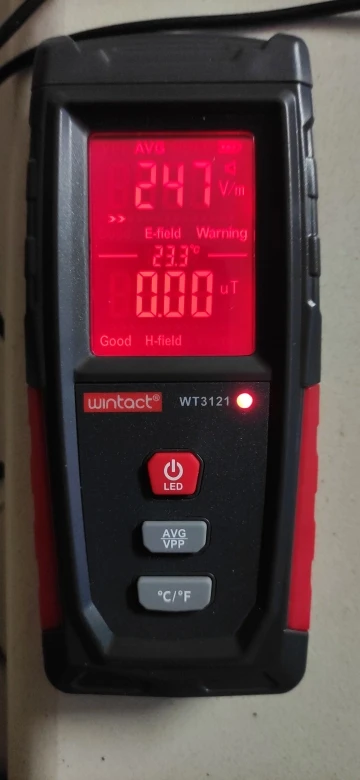 AVG
247 V/m
>>
E-field Warning
23.3°C
0.00 uT
Good H-field
wintact® WT3121
LED
AVG
VPP
°C/°F